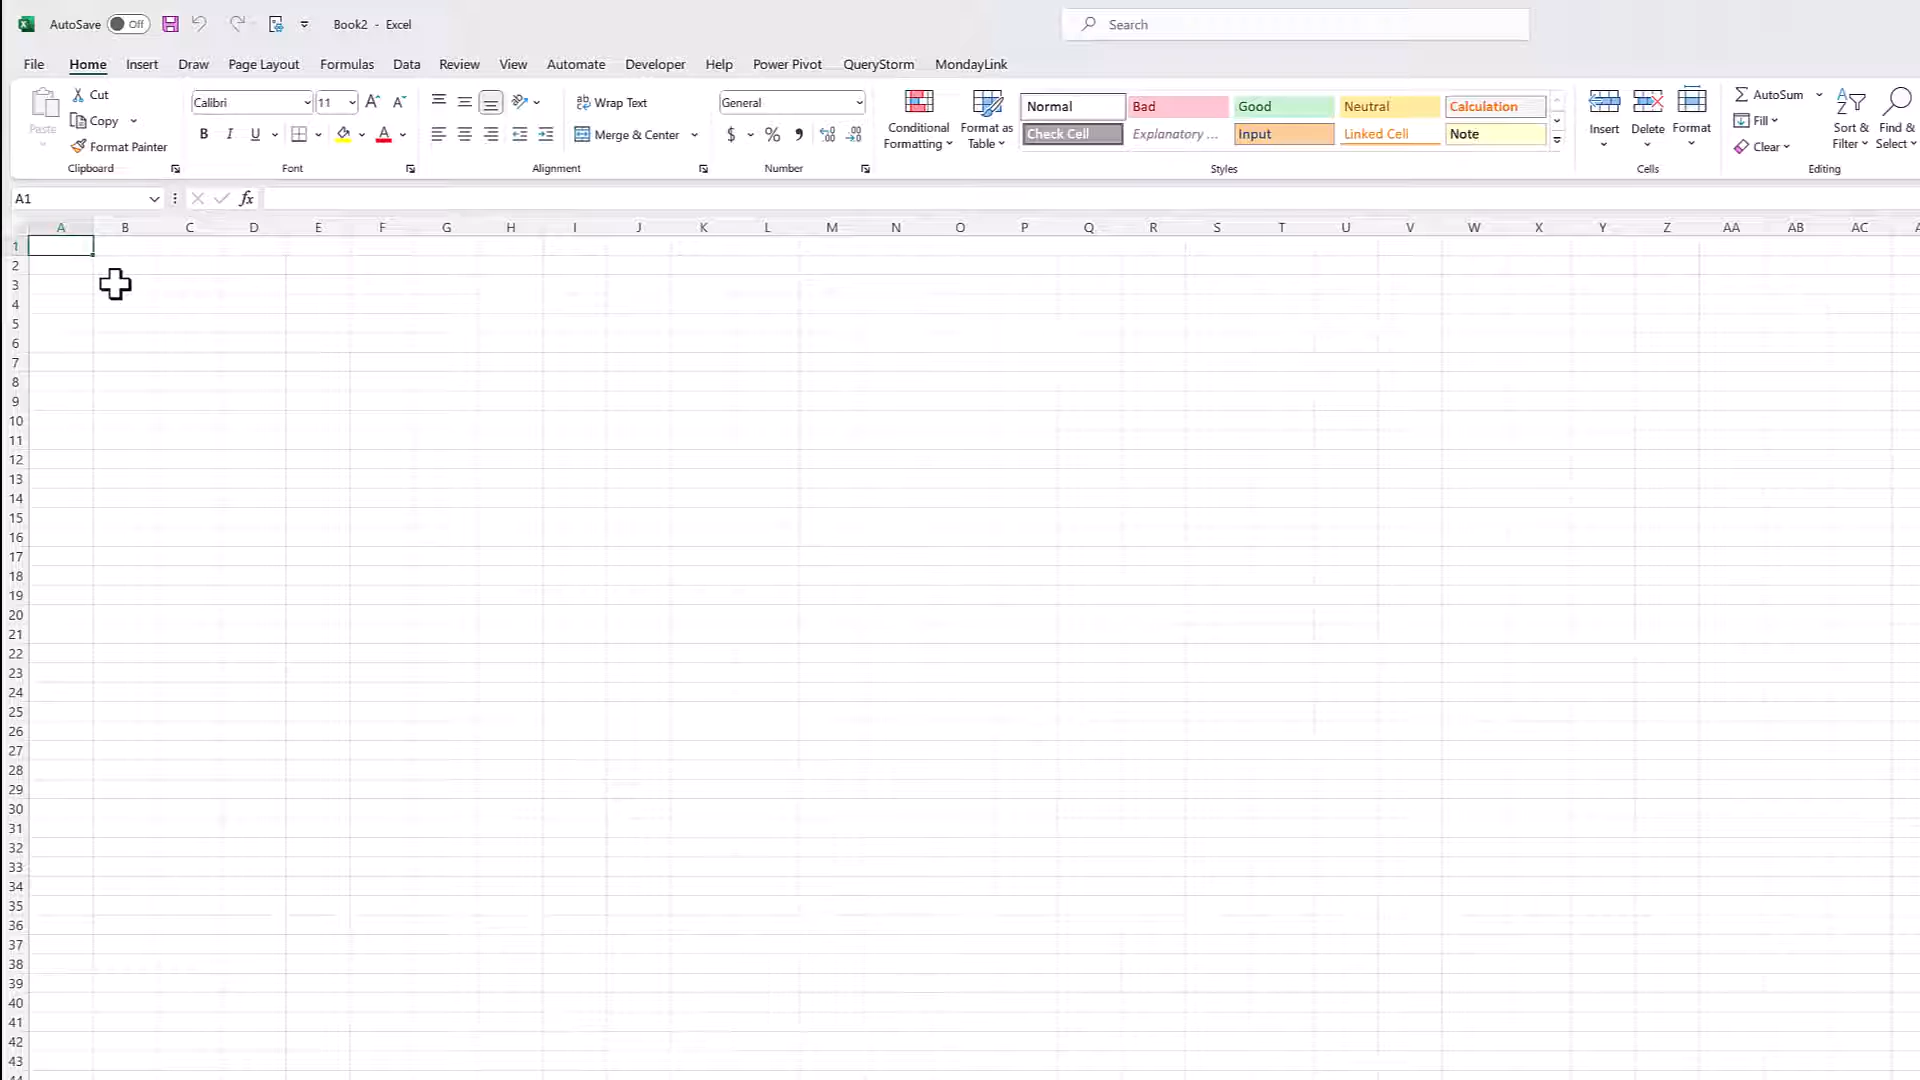 AutoSave Off Book2 - Excel Search
File Home Insert Draw Page Layout Formulas Data Review View Automate Developer Help Power Pivot QueryStorm MondayLink
Paste
Cut
Copy
Format Painter
Clipboard
Calibri 11
B I U A
Font
Wrap Text
Merge & Center
Alignment
General
$ % 9
Number
Conditional
Formatting
Format as
Table
Normal Bad Good Neutral Calculation
Check Cell Explanatory ... Input Linked Cell Note
Styles
Insert Delete Format
Cells
AutoSum
Fill
Clear
Sort &
Filter
Find &
Select
Editing
A1 fx
A B C D E F G H I J K L M N O P Q R S T U V W X Y Z AA AB AC
1
2
3
4
5
6
7
8
9
10
11
12
13
14
15
16
17
18
19
20
21
22
23
24
25
26
27
28
29
30
31
32
33
34
35
36
37
38
39
40
41
42
43